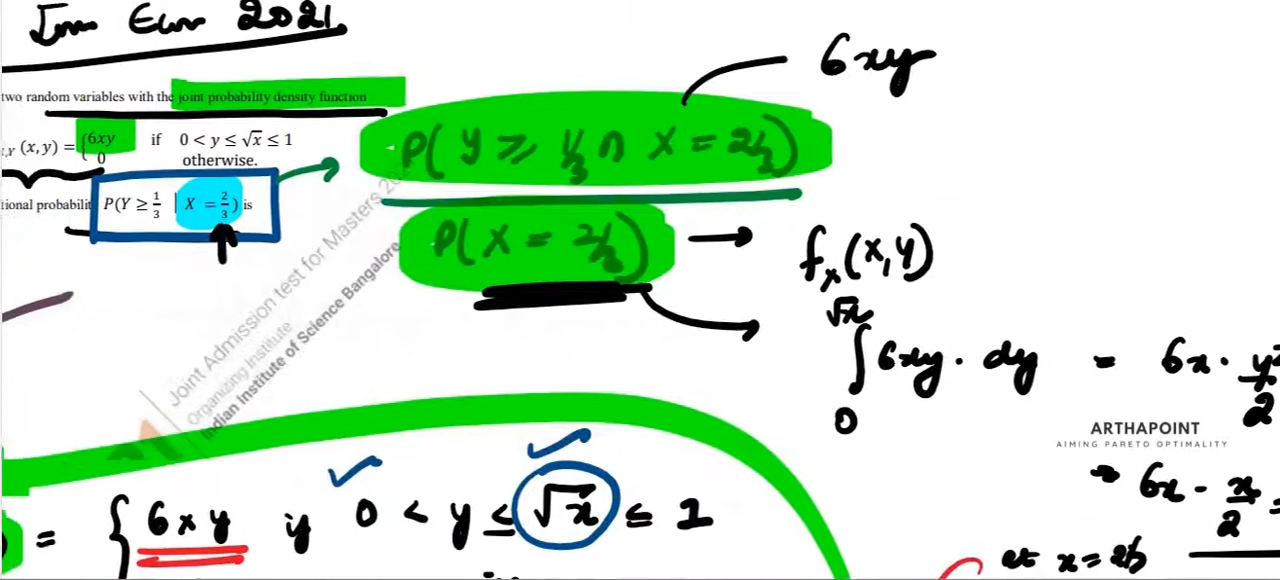 Jam Eco 2021
two random variables with the joint probability density function
X,Y (x, y) = {6xy if 0 < y ≤ √x ≤ 1
0 otherwise.
tional probability P(Y ≥ 1/3 | X = 2/3) is
P( Y ≥ 1/3 ∩ X = 2/3)
P( X = 2/3)
6xy
fx(X,Y)
√x
∫ 6xy · dy = 6x · y²/2
0
ARTHAPOINT
AIMING PARETO OPTIMALITY
6x - x/2 =
at x = 2/3
Joint Admission test for Masters 20
Organizing Institute
Indian Institute of Science Bangalore
= { 6xy if 0 < y ≤ √x ≤ 1